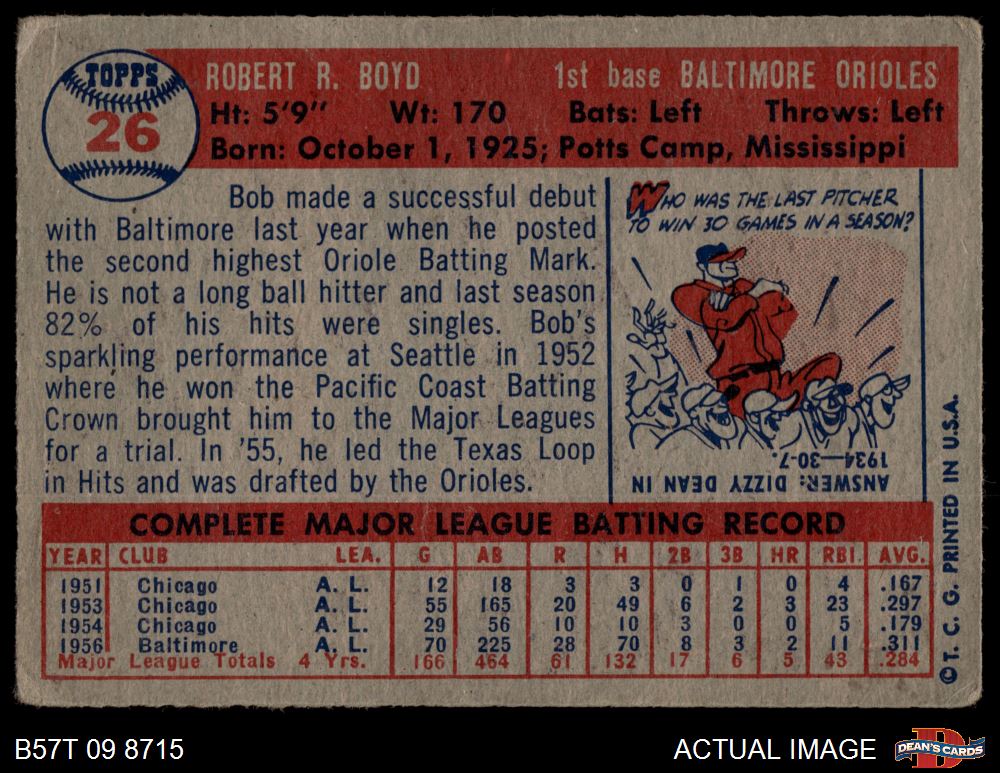 TOPPS
26
ROBERT R. BOYD 1st base BALTIMORE ORIOLES
Ht: 5'9" Wt: 170 Bats: Left Throws: Left
Born: October 1, 1925; Potts Camp, Mississippi
Bob made a successful debut
with Baltimore last year when he posted
the second highest Oriole Batting Mark.
He is not a long ball hitter and last season
82% of his hits were singles. Bob's
sparkling performance at Seattle in 1952
where he won the Pacific Coast Batting
Crown brought him to the Major Leagues
for a trial. In '55, he led the Texas Loop
in Hits and was drafted by the Orioles.
WHO WAS THE LAST PITCHER
TO WIN 30 GAMES IN A SEASON?
ANSWER: DIZZY DEAN IN
1934—30-7.
COMPLETE MAJOR LEAGUE BATTING RECORD
YEAR CLUB LEA. G AB R H 2B 3B HR RBI AVG.
1951 Chicago A. L. 12 18 3 3 0 1 0 4 .167
1953 Chicago A. L. 55 165 20 49 6 2 3 23 .297
1954 Chicago A. L. 29 56 10 10 3 0 0 5 .179
1956 Baltimore A. L. 70 225 28 70 8 3 2 11 .311
Major League Totals 4 Yrs. 166 464 61 132 17 6 5 43 .284
©T. C. G. PRINTED IN U.S.A.
B57T 09 8715
ACTUAL IMAGE
DEAN'S CARDS